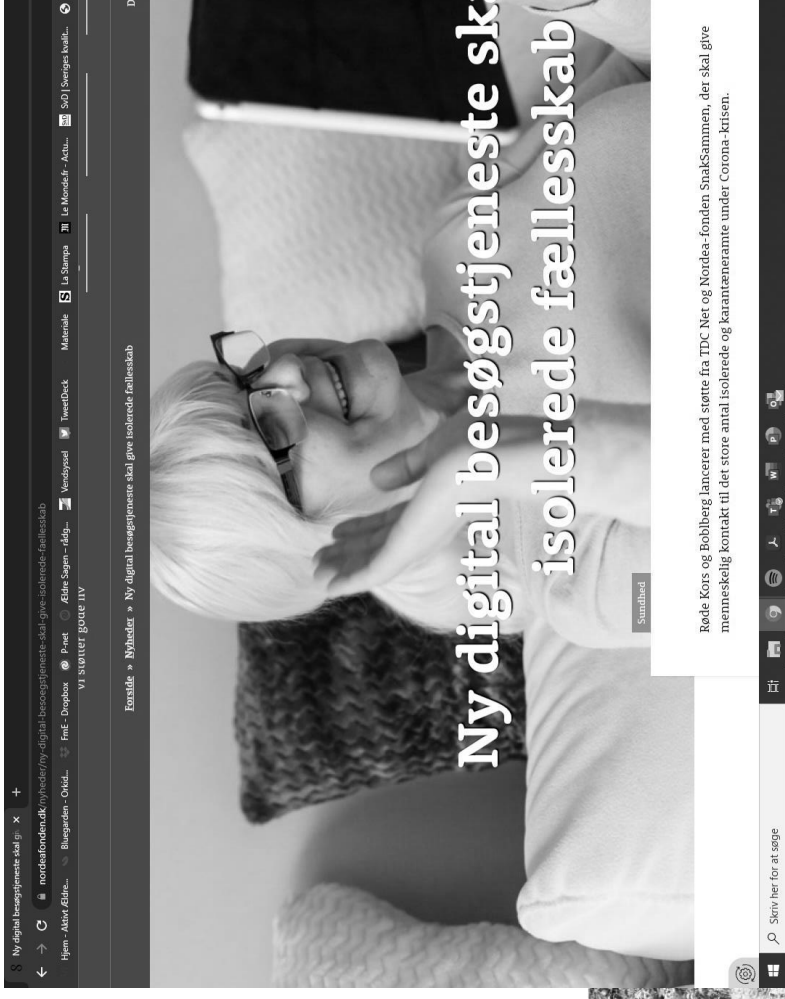 Ny digital besøgstjeneste skal gi
nordeafonden.dk/nyheder/ny-digital-besoegstjeneste-skal-give-isolerede-faellesskab
Hjem - Aktivt Ældre... Bluegarden - Orkid... FmE - Dropbox P-net Ældre Sagen – rådg... Vendsyssel TweetDeck Materiale La Stampa Le Monde.fr - Actu... SvD | Sveriges kvalit...
Vi støtter gode liv
Forside » Nyheder » Ny digital besøgstjeneste skal give isolerede fællesskab
Ny digital besøgstjeneste sk
isolerede fællesskab
Sundhed
Røde Kors og Boblberg lancerer med støtte fra TDC Net og Nordea-fonden SnakSammen, der skal give
menneskelig kontakt til det store antal isolerede og karantæneramte under Corona-krisen.
Skriv her for at søge